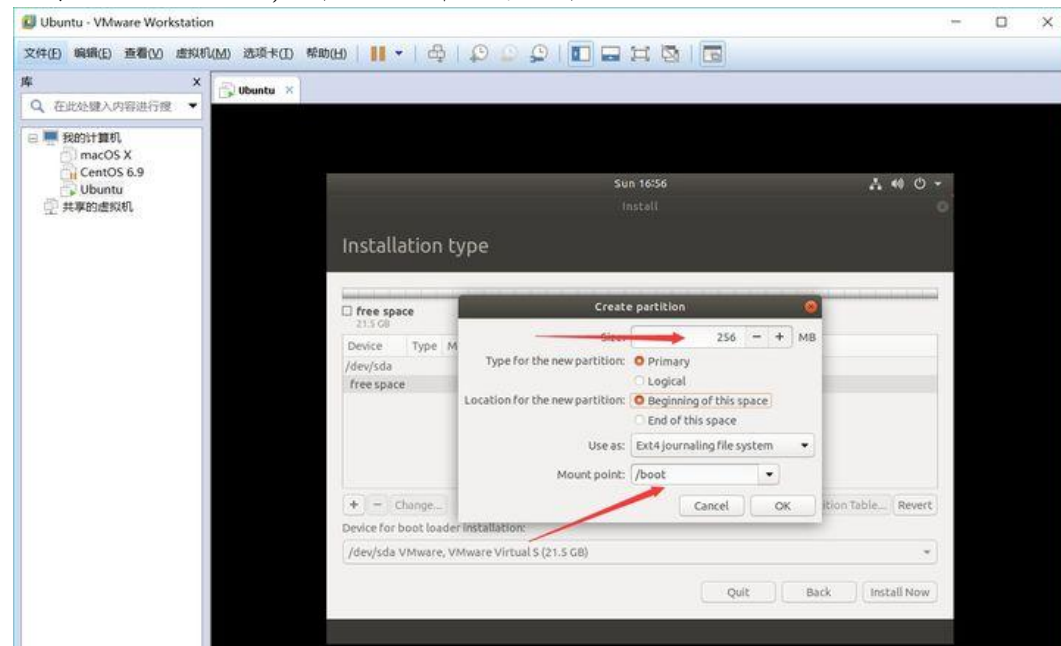 Ubuntu - VMware Workstation
文件(F) 编辑(E) 查看(V) 虚拟机(M) 选项卡(T) 帮助(H)
库
Ubuntu
在此处键入内容进行搜
我的计算机
macOS X
CentOS 6.9
Ubuntu
共享的虚拟机
Sun 16:56
Install
Installation type
free space
21.5 GB
Device Type M
/dev/sda
free space
Create partition
Size: 256 - + MB
Type for the new partition: Primary
Logical
Location for the new partition: Beginning of this space
End of this space
Use as: Ext4 journaling file system
Mount point: /boot
Cancel OK
+ - Change... ition Table... Revert
Device for boot loader installation:
/dev/sda VMware, VMware Virtual S (21.5 GB)
Quit Back Install Now